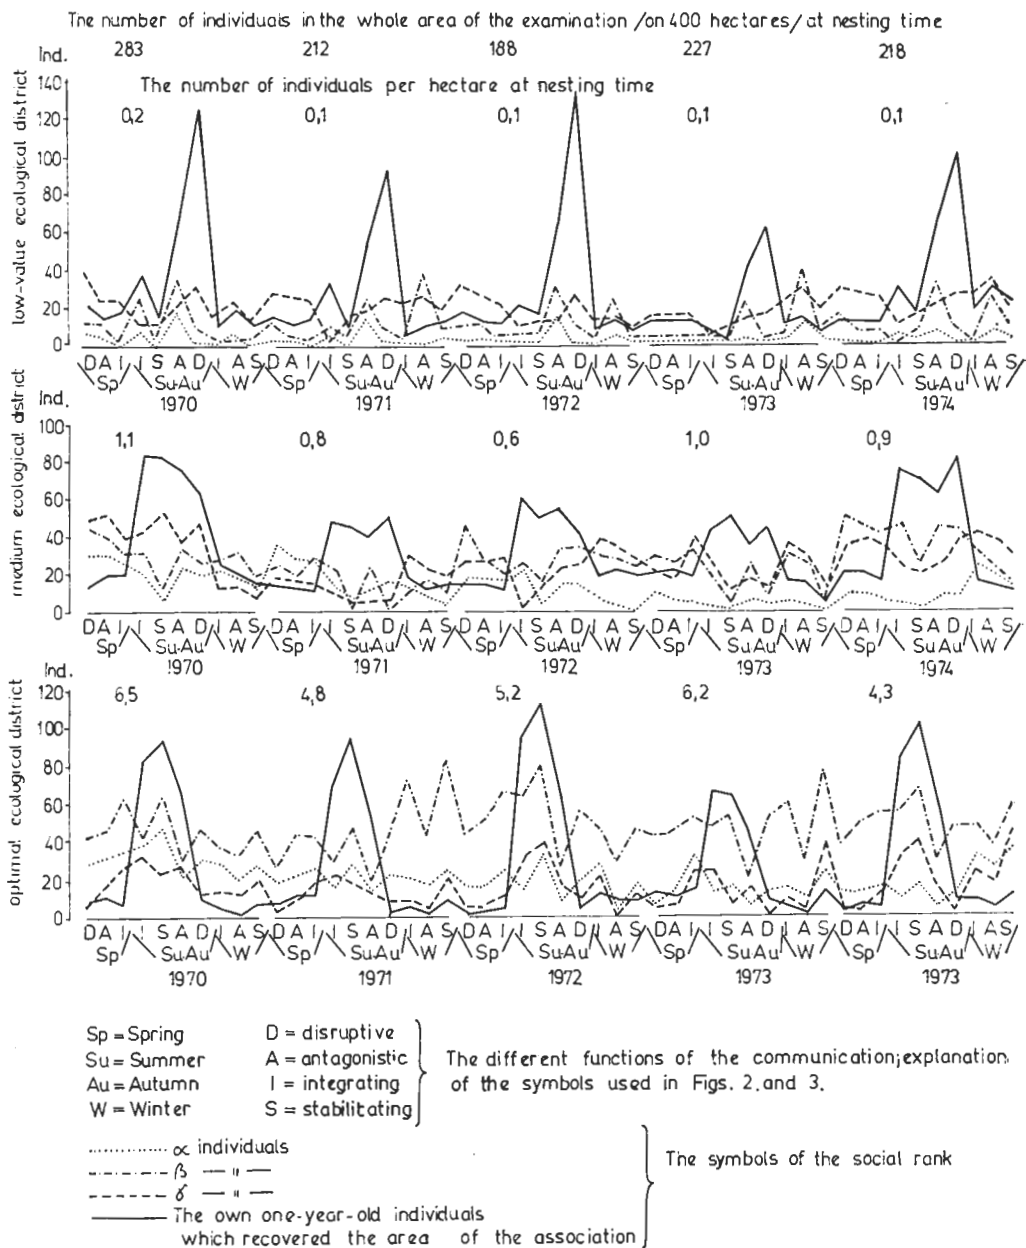 The number of individuals in the whole area of the examination /on 400 hectares/ at nesting time
Ind. 283 212 188 227 218
The number of individuals per hectare at nesting time
0,2 0,1 0,1 0,1 0,1
low-value ecological district
140
120
100
80
60
40
20
0
D A I I S A D I A S D A I I S A D I A S D A I I S A D I A S D A I I S A D I A S D A I I S A D I A S
Sp Su.Au W Sp Su.Au W Sp Su.Au W Sp Su.Au W Sp Su.Au W
1970 1971 1972 1973 1974
Ind.
medium ecological district
1,1 0,8 0,6 1,0 0,9
100
80
60
40
20
0
D A I I S A D I A S D A I I S A D I A S D A I I S A D I A S D A I I S A D I A S D A I I S A D I A S
Sp Su.Au W Sp Su.Au W Sp Su.Au W Sp Su.Au W Sp Su.Au W
1970 1971 1972 1973 1974
Ind.
optimal ecological district
6,5 4,8 5,2 6,2 4,3
120
100
80
60
40
20
0
D A I I S A D I A S D A I I S A D I A S D A I I S A D I A S D A I I S A D I A S D A I I S A D I A S
Sp Su.Au W Sp Su.Au W Sp Su.Au W Sp Su.Au W Sp Su.Au W
1970 1971 1972 1973 1973
Sp = Spring D = disruptive
Su = Summer A = antagonistic
Au = Autumn I = integrating
W = Winter S = stabilitating
The different functions of the communication; explanation
of the symbols used in Figs. 2. and 3.
α individuals
β — " —
γ — " —
The own one-year-old individuals
which recovered the area of the association
The symbols of the social rank